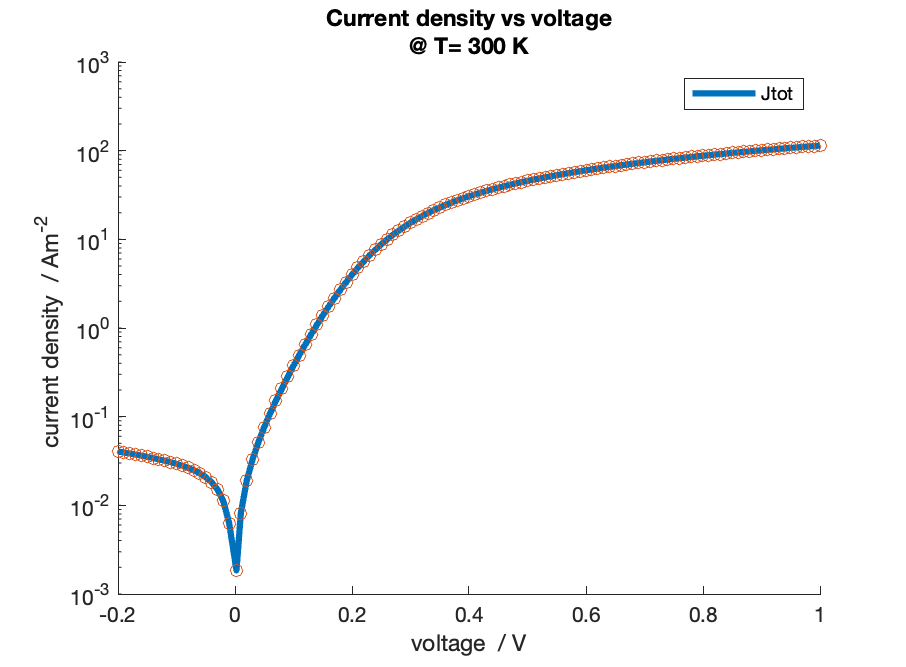 Current density vs voltage
@ T= 300 K
Jtot
10^3
10^2
10^1
10^0
10^-1
10^-2
10^-3
current density / Am^-2
-0.2 0 0.2 0.4 0.6 0.8 1
voltage / V